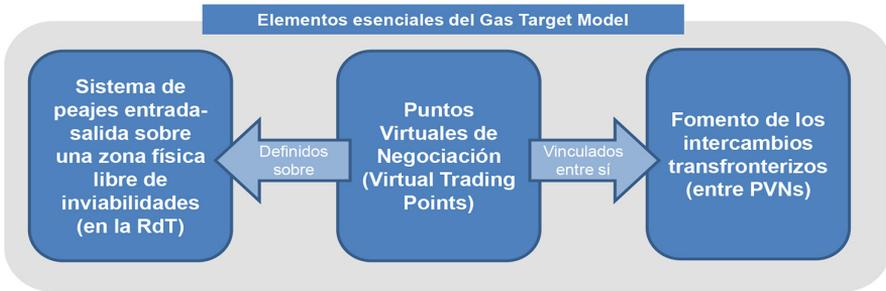 Elementos esenciales del Gas Target Model
Sistema de
peajes entrada-
salida sobre
una zona física
libre de
inviabilidades
(en la RdT)
Definidos
sobre
Puntos
Virtuales de
Negociación
(Virtual Trading
Points)
Vinculados
entre sí
Fomento de los
intercambios
transfronterizos
(entre PVNs)